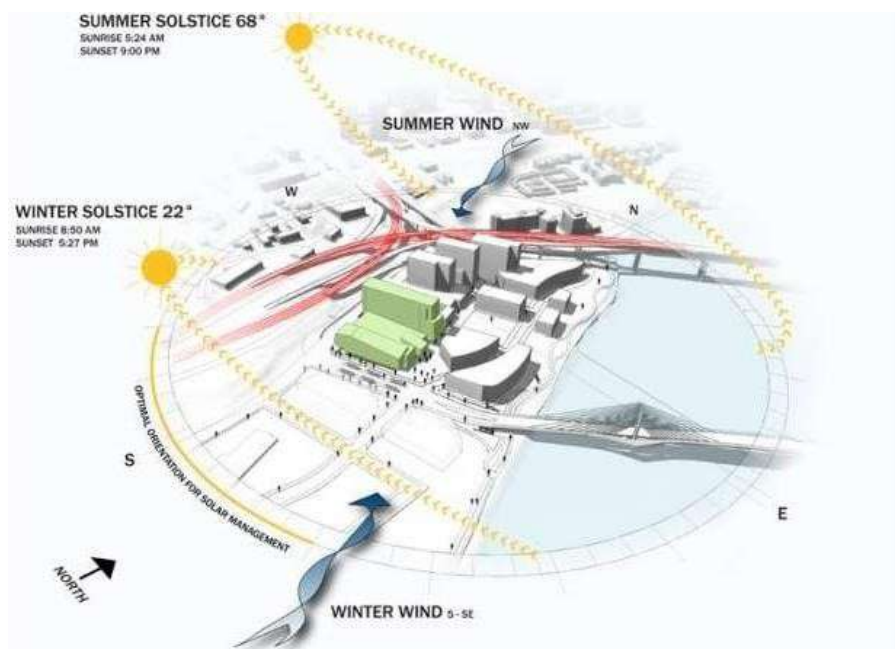 SUMMER SOLSTICE 68°
SUNRISE 5:24 AM
SUNSET 9:00 PM
SUMMER WIND NW
W
N
WINTER SOLSTICE 22°
SUNRISE 8:50 AM
SUNSET 5:27 PM
OPTIMAL ORIENTATION FOR SOLAR MANAGEMENT
S
E
NORTH
WINTER WIND S-SE